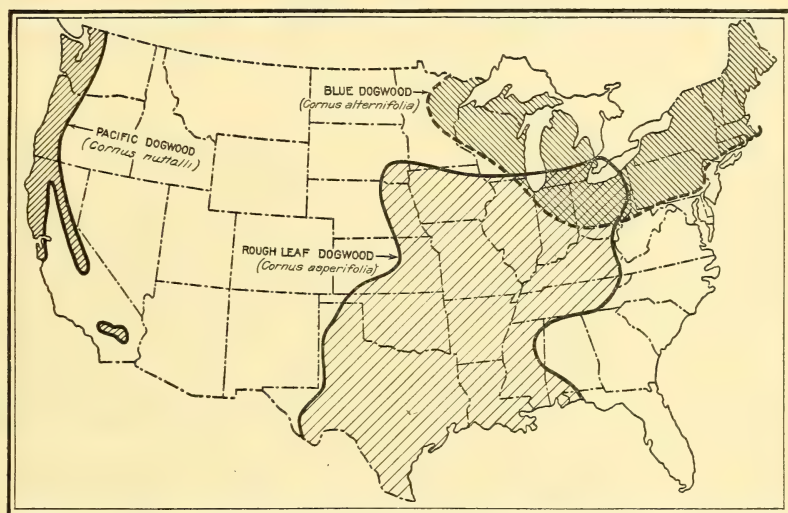 BLUE DOGWOOD
(Cornus alternifolia)
PACIFIC DOGWOOD
(Cornus nuttalli)
ROUGH LEAF DOGWOOD
(Cornus asperifolia)